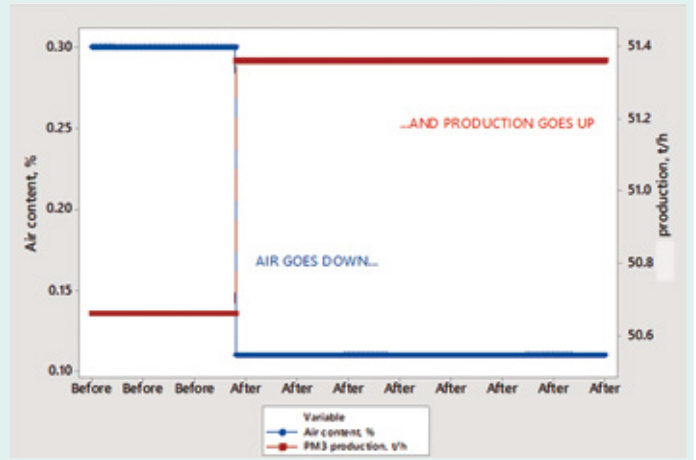 0.30
0.25
0.20
0.15
0.10
Air content, %
51.4
51.2
51.0
50.8
50.6
production, t/h
...AND PRODUCTION GOES UP
AIR GOES DOWN...
Before Before Before After After After After After After After After
Variable
Air content, %
PM3 production, t/h